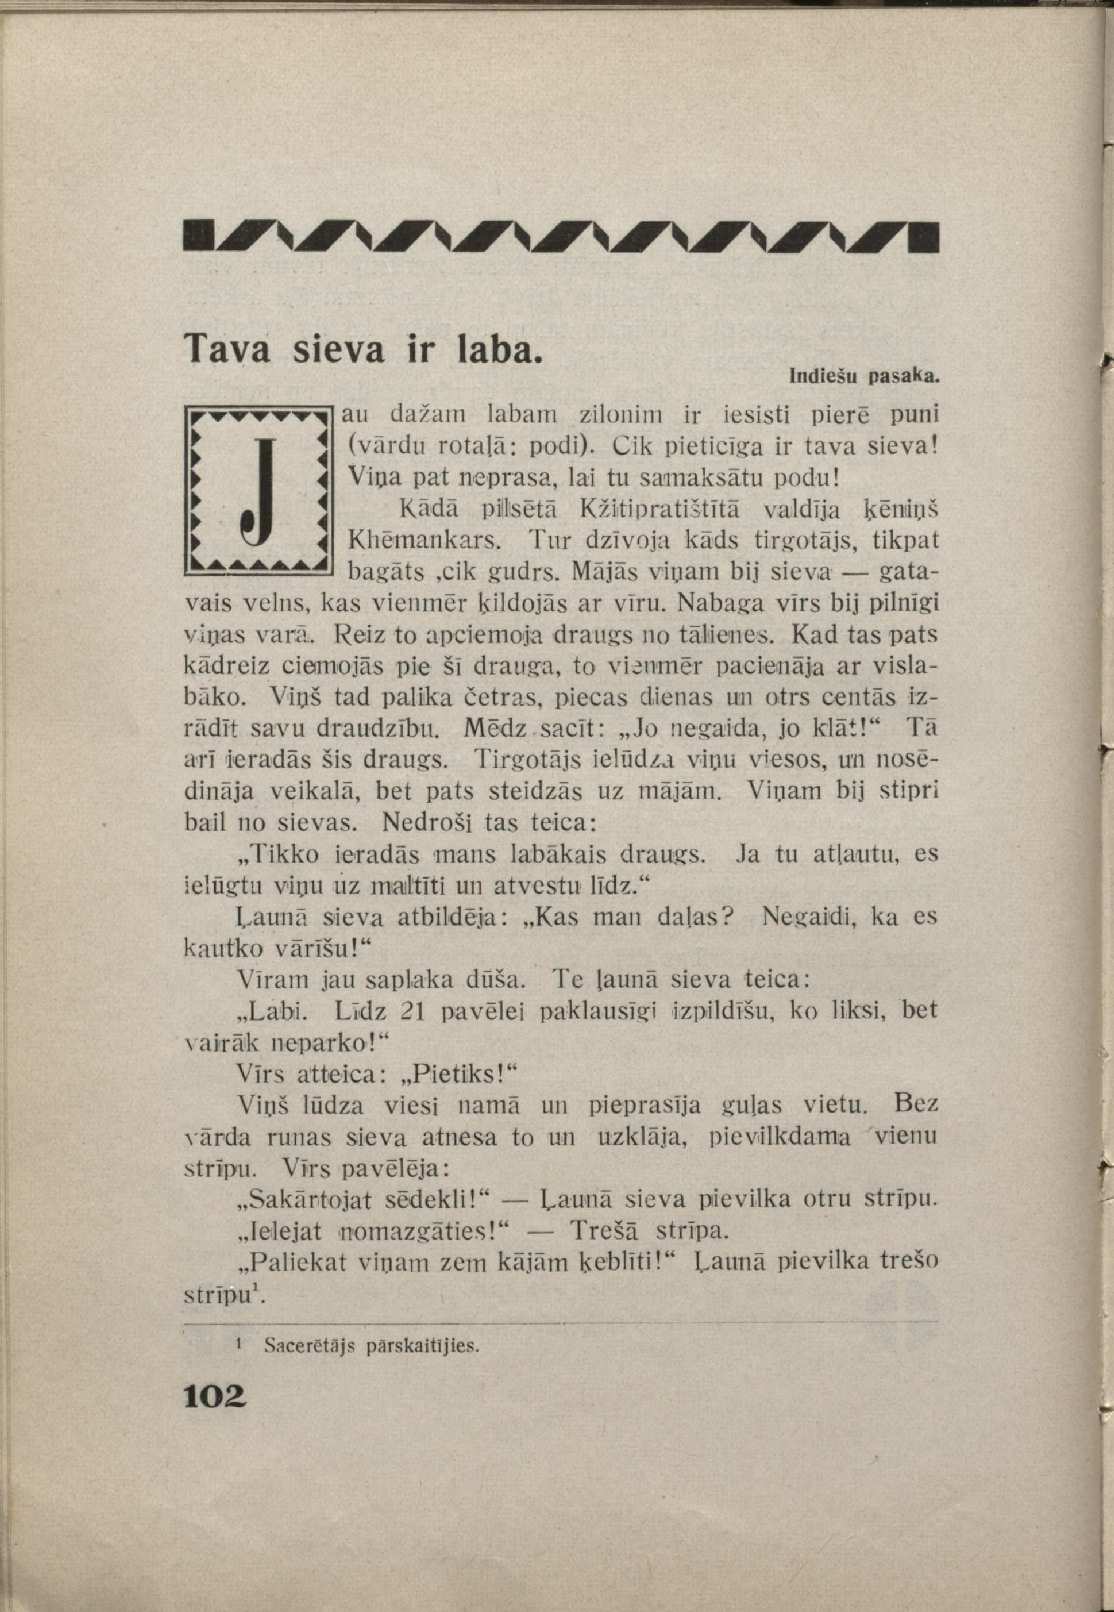 Tava sieva ir laba.
Indiešu pasaka.
Jau dažam labam zilonim ir iesisti pierē puni
(vārdu rotaļā: podi). Cik pieticīga ir tava sieva!
Viņa pat neprasa, lai tu samaksātu podu!
Kādā pillsētā Kžitipratištītā valdīja ķēniņš
Khēmankars. Tur dzīvoja kāds tirgotājs, tikpat
bagāts ,cik gudrs. Mājās viņam bij sieva — gata-
vais velns, kas vienmēr ķildojās ar vīru. Nabaga vīrs bij pilnīgi
viņas varā. Reiz to apciemoja draugs no tālienes. Kad tas pats
kādreiz ciemojās pie šī drauga, to vienmēr pacienāja ar visla-
bāko. Viņš tad palika četras, piecas dienas un otrs centās iz-
rādīt savu draudzību. Mēdz sacīt: „Jo negaida, jo klāt!“ Tā
arī ieradās šis draugs. Tirgotājs ielūdza viņu viesos, un nosē-
dināja veikalā, bet pats steidzās uz mājām. Viņam bij stipri
bail no sievas. Nedroši tas teica:
„Tikko ieradās mans labākais draugs. Ja tu atļautu, es
ielūgtu viņu uz maltīti un atvestu līdz.“
Ļaunā sieva atbildēja: „Kas man daļas? Negaidi, ka es
kautko vārīšu!“
Vīram jau saplaka dūša. Te ļaunā sieva teica:
„Labi. Līdz 21 pavēlei paklausīgi izpildīšu, ko liksi, bet
vairāk neparko!“
Vīrs atteica: „Pietiks!“
Viņš lūdza viesi namā un pieprasīja guļas vietu. Bez
vārda runas sieva atnesa to un uzklāja, pievilkdama vienu
strīpu. Vīrs pavēlēja:
„Sakārtojat sēdekli!“ — Ļaunā sieva pievilka otru strīpu.
„Ielejat nomazgāties!“ — Trešā strīpa.
„Paliekat viņam zem kājām ķeblīti!“ Ļaunā pievilka trešo
strīpu¹.
¹ Sacerētājs pārskaitījies.
102